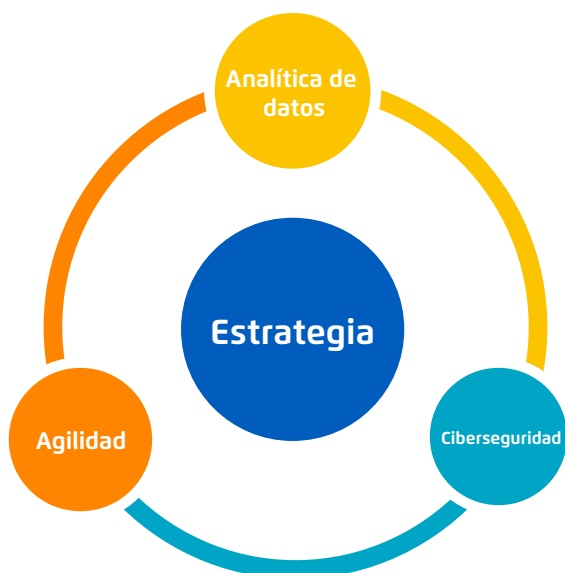 Analítica de
datos
Estrategia
Agilidad
Ciberseguridad